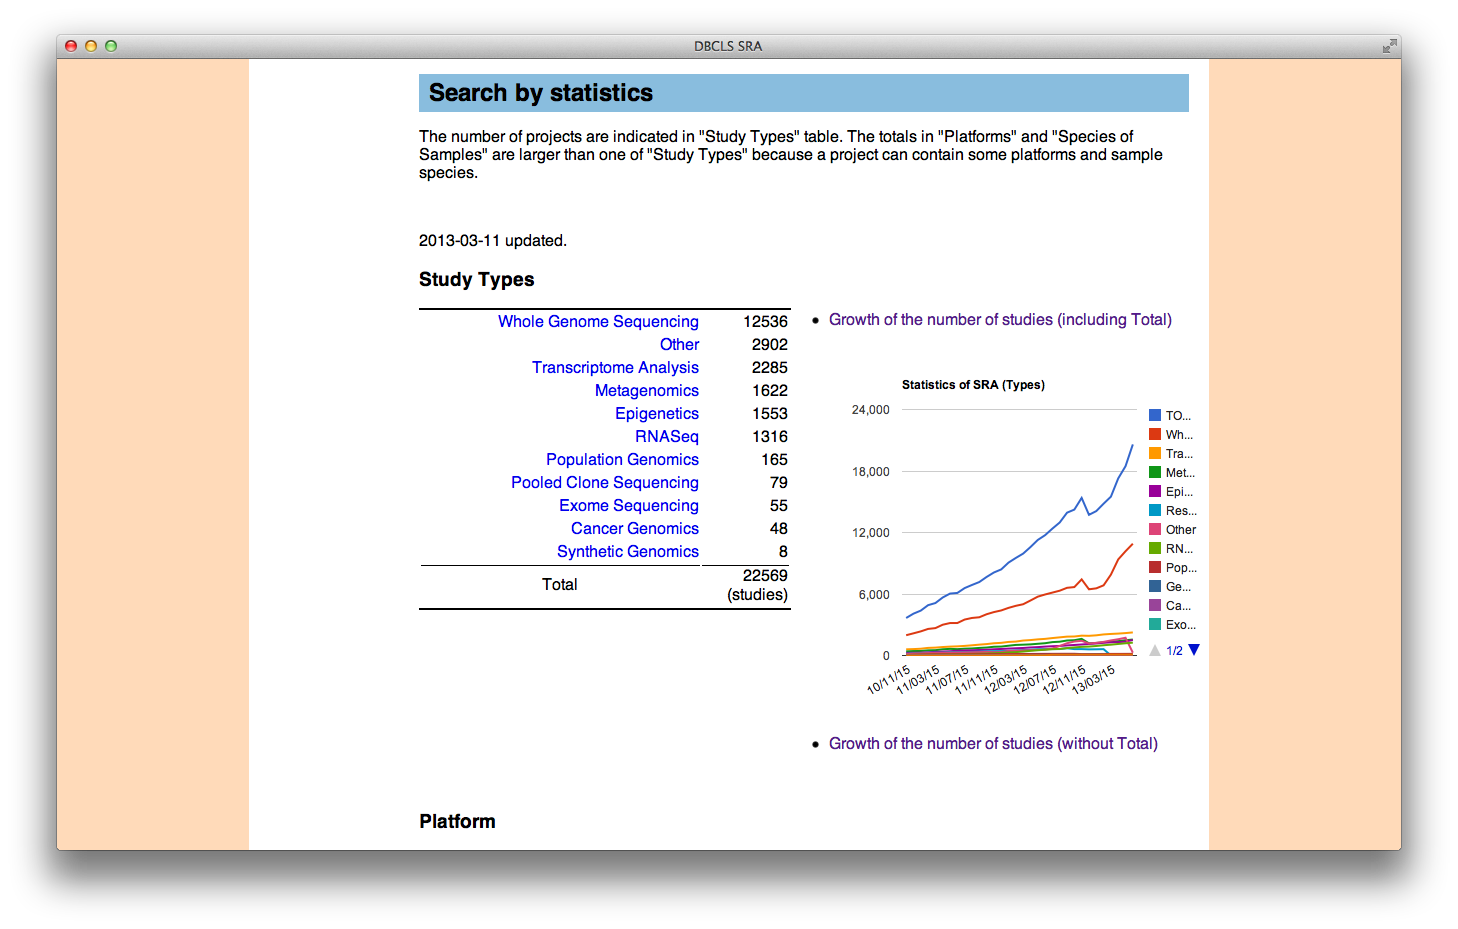 DBCLS SRA
Search by statistics
The number of projects are indicated in "Study Types" table. The totals in "Platforms" and "Species of
Samples" are larger than one of "Study Types" because a project can contain some platforms and sample
species.
2013-03-11 updated.
Study Types
Whole Genome Sequencing 12536
Other 2902
Transcriptome Analysis 2285
Metagenomics 1622
Epigenetics 1553
RNASeq 1316
Population Genomics 165
Pooled Clone Sequencing 79
Exome Sequencing 55
Cancer Genomics 48
Synthetic Genomics 8
Total 22569
(studies)
• Growth of the number of studies (including Total)
Statistics of SRA (Types)
24,000
18,000
12,000
6,000
0
10/11/15
11/03/15
11/07/15
11/11/15
12/03/15
12/07/15
12/11/15
13/03/15
TO...
Wh...
Tra...
Met...
Epi...
Res...
Other
RN...
Pop...
Ge...
Ca...
Exo...
1/2
• Growth of the number of studies (without Total)
Platform